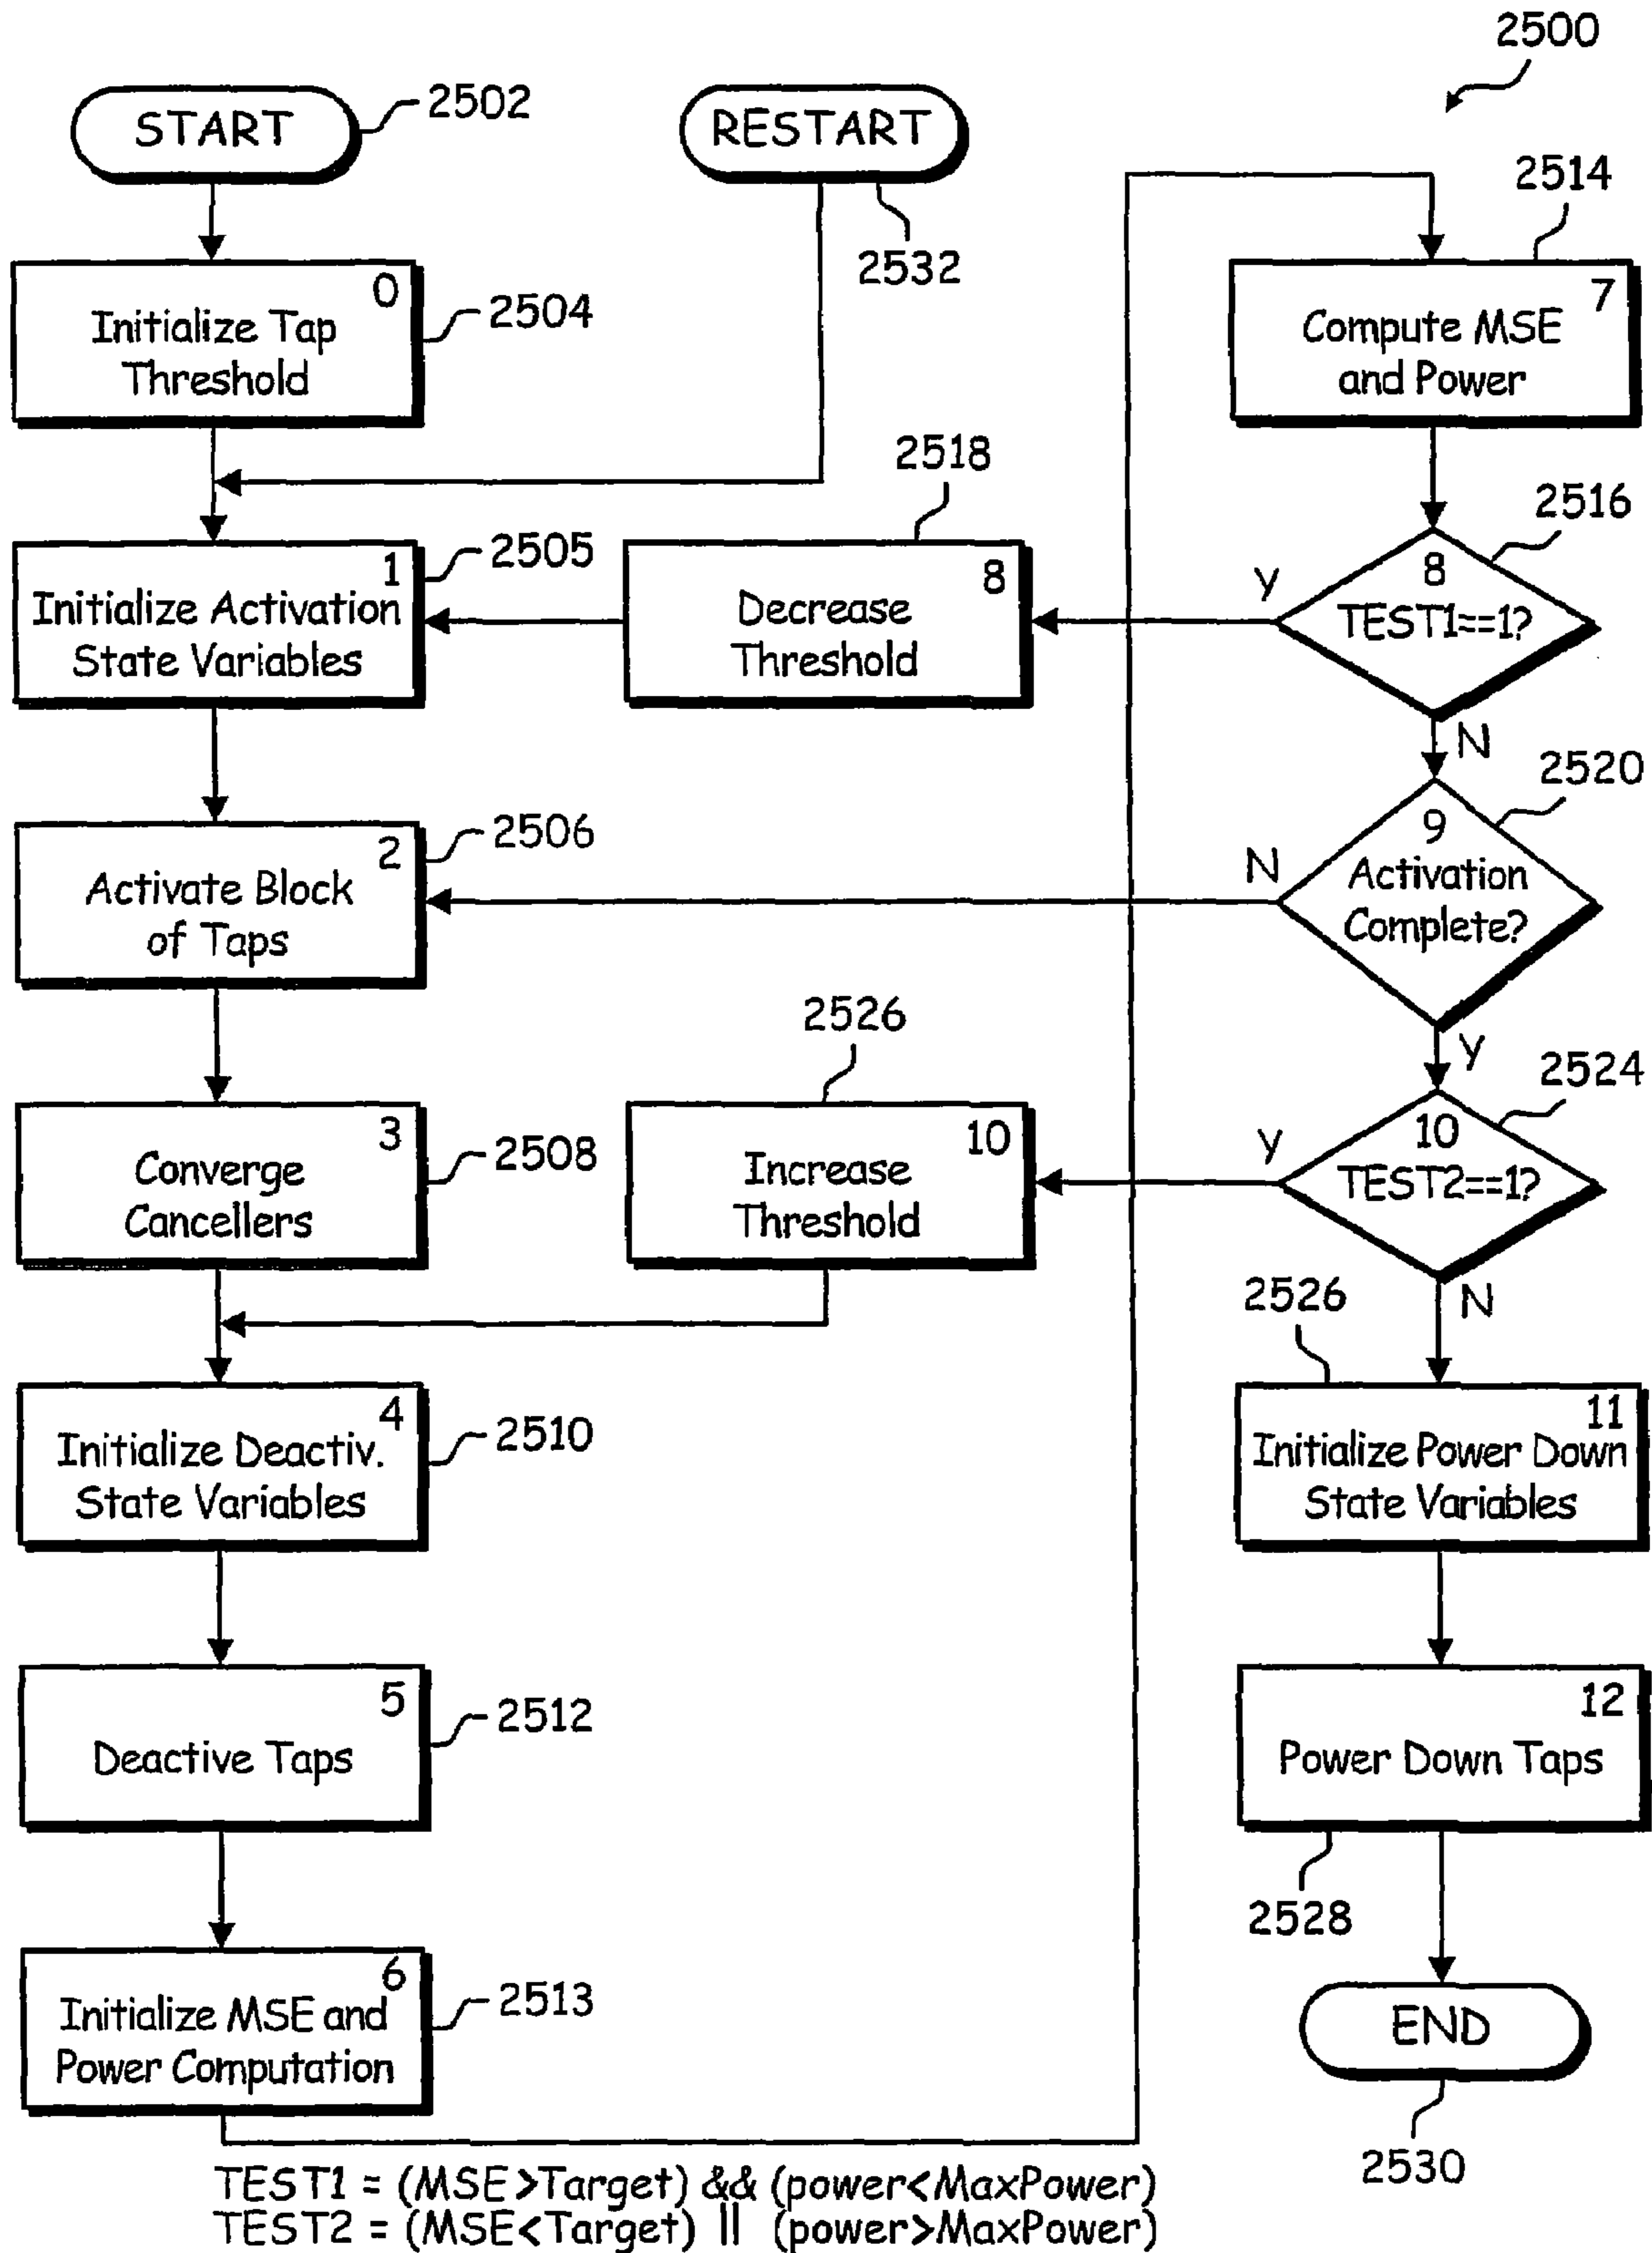 2500
START
2502
RESTART
2532
0
Initialize Tap
Threshold
2504
1
Initialize Activation
State Variables
2505
2518
8
Decrease
Threshold
2
Activate Block
of Taps
2506
3
Converge
Cancellers
2508
2526
10
Increase
Threshold
4
Initialize Deactiv.
State Variables
2510
5
Deactive Taps
2512
6
Initialize MSE and
Power Computation
2513
2514
7
Compute MSE
and Power
2516
8
TEST1==1?
Y
N
2520
9
Activation
Complete?
N
Y
2524
10
TEST2==1?
Y
N
2526
11
Initialize Power Down
State Variables
12
Power Down Taps
2528
END
2530
TEST1 = (MSE>Target) && (power<MaxPower)
TEST2 = (MSE<Target) || (power>MaxPower)